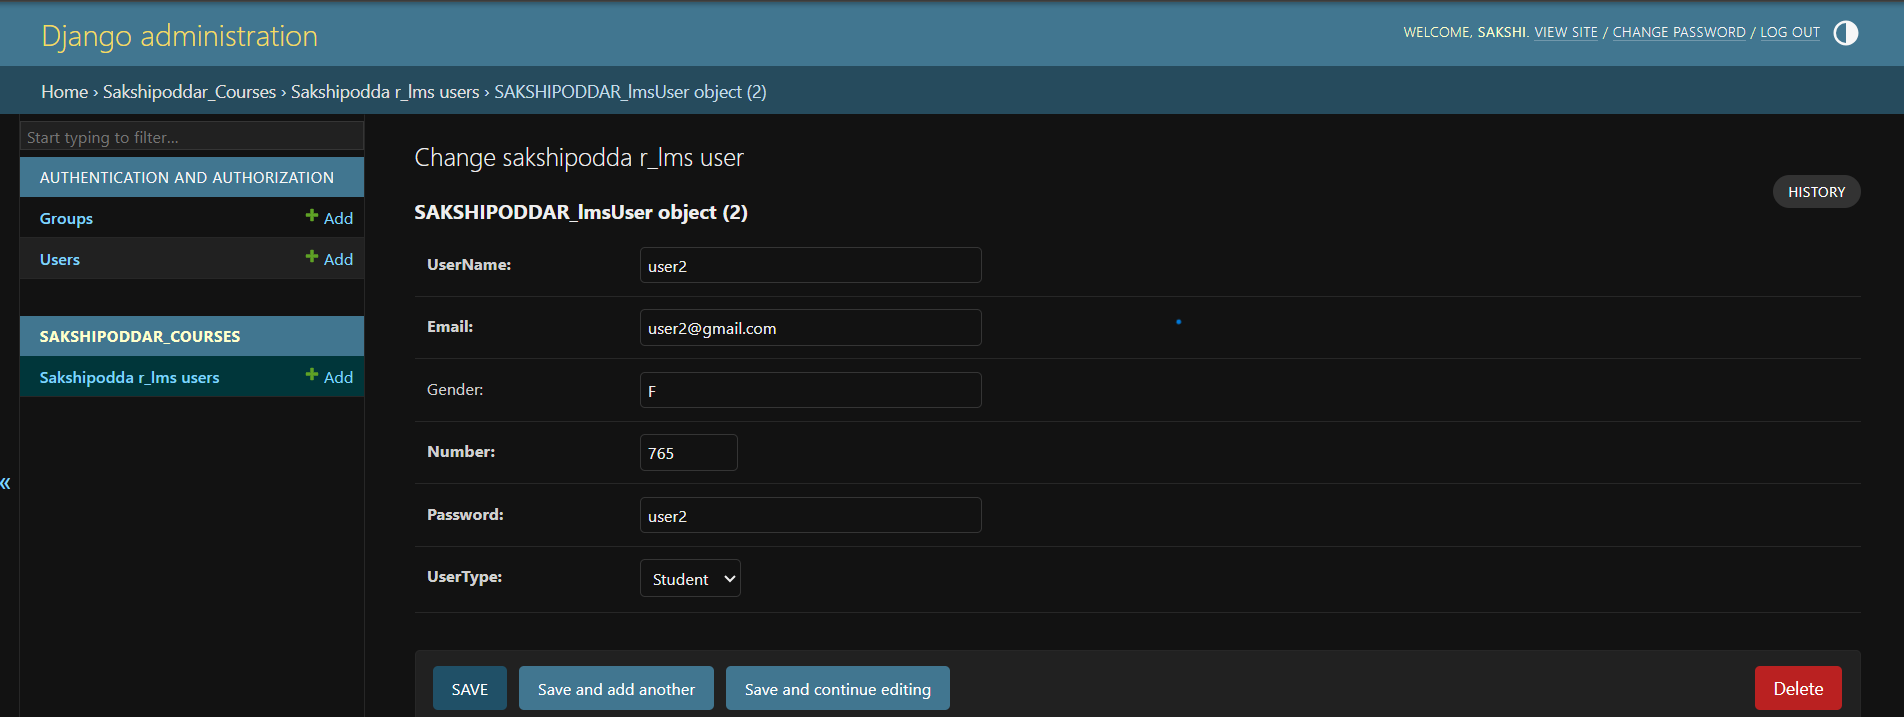 Django administration
WELCOME, SAKSHI. VIEW SITE / CHANGE PASSWORD / LOG OUT
Home › Sakshipoddar_Courses › Sakshipodda r_lms users › SAKSHIPODDAR_lmsUser object (2)
Start typing to filter...
AUTHENTICATION AND AUTHORIZATION
Groups + Add
Users + Add
SAKSHIPODDAR_COURSES
Sakshipodda r_lms users + Add
«
Change sakshipodda r_lms user
HISTORY
SAKSHIPODDAR_lmsUser object (2)
UserName: user2
Email: user2@gmail.com
Gender: F
Number: 765
Password: user2
UserType: Student
SAVE Save and add another Save and continue editing Delete